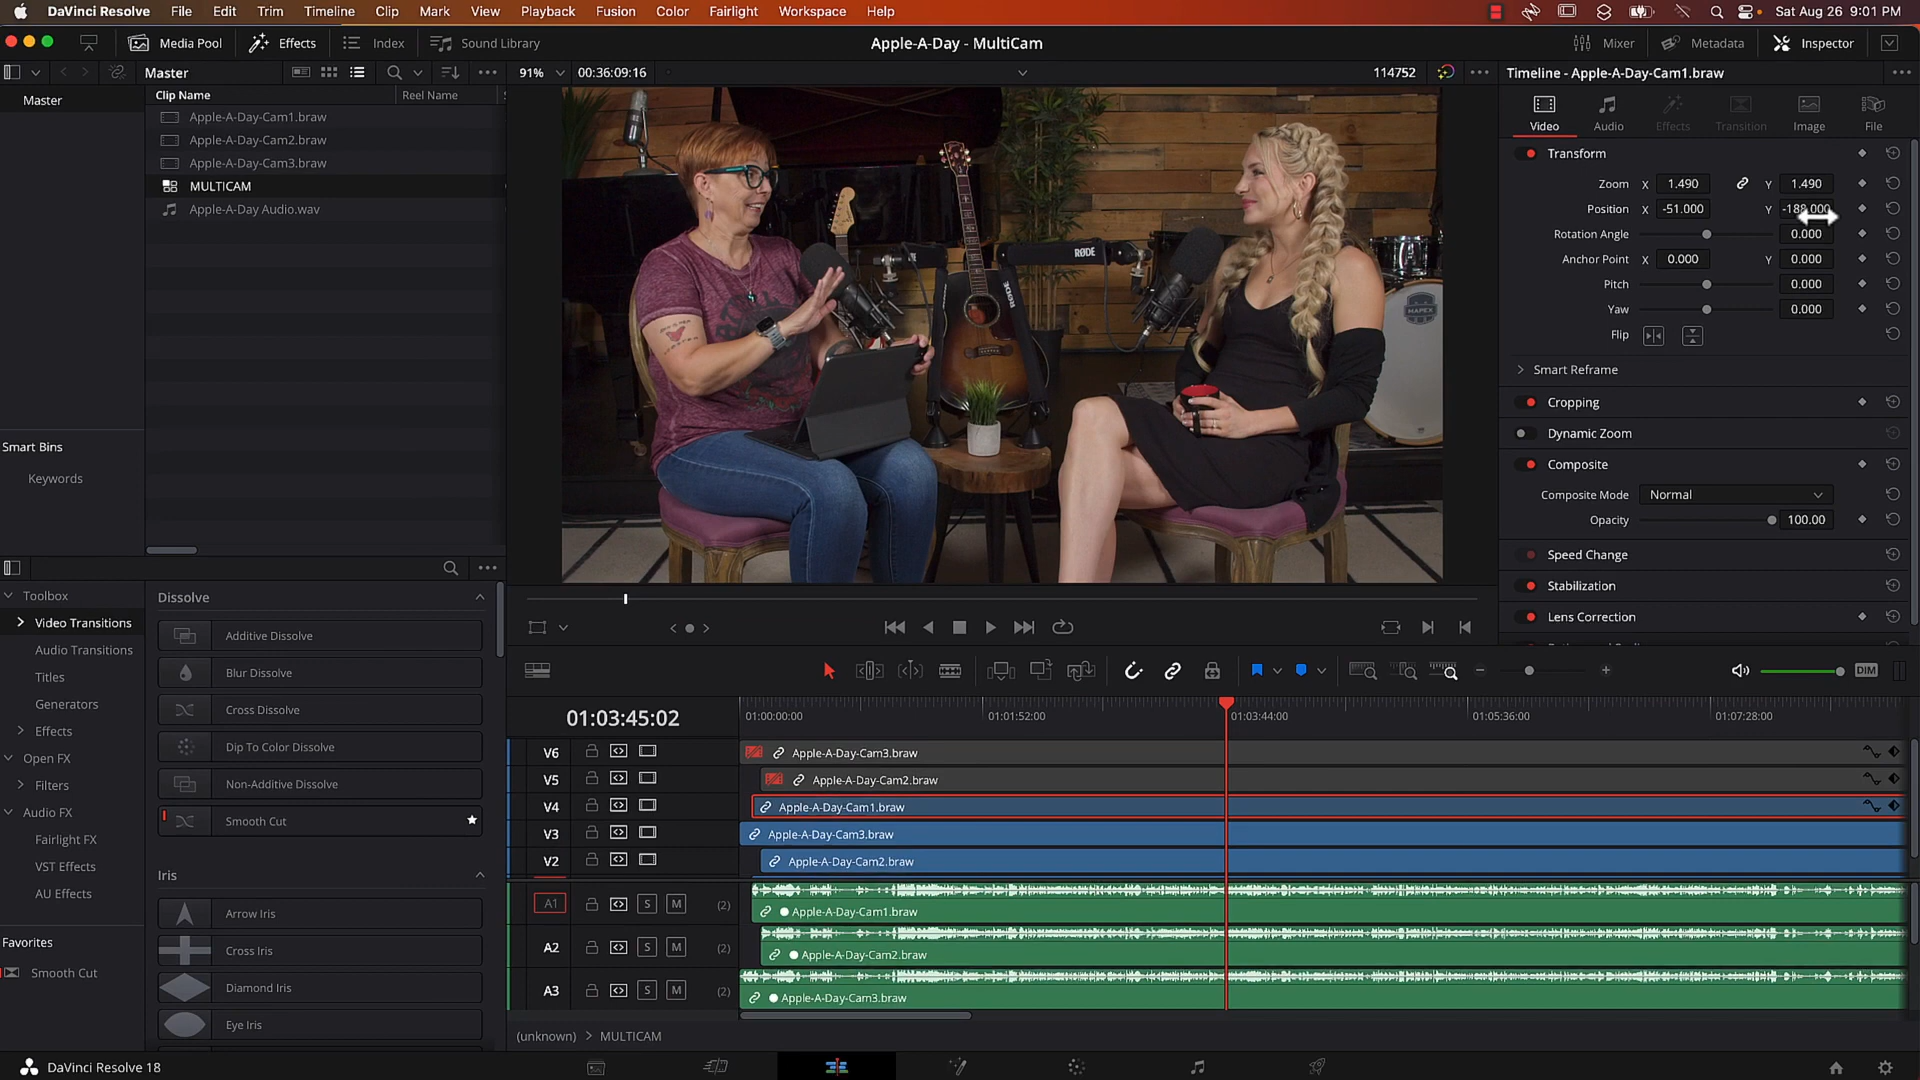 DaVinci Resolve File Edit Trim Timeline Clip Mark View Playback Fusion Color Fairlight Workspace Help Sat Aug 26 9:01 PM
Media Pool Effects Index Sound Library Apple-A-Day - MultiCam Mixer Metadata Inspector
Master 91% 00:36:09:16 114752 Timeline - Apple-A-Day-Cam1.braw
Master Clip Name Reel Name
Apple-A-Day-Cam1.braw
Apple-A-Day-Cam2.braw
Apple-A-Day-Cam3.braw
MULTICAM
Apple-A-Day Audio.wav
Smart Bins
Keywords
RØDE
RØDE
MAPEX
Video Audio Effects Transition Image File
Transform
Zoom X 1.490 Y 1.490
Position X -51.000 Y -188.000
Rotation Angle 0.000
Anchor Point X 0.000 Y 0.000
Pitch 0.000
Yaw 0.000
Flip
Smart Reframe
Cropping
Dynamic Zoom
Composite
Composite Mode Normal
Opacity 100.00
Speed Change
Stabilization
Lens Correction
Toolbox
Video Transitions
Audio Transitions
Titles
Generators
Effects
Open FX
Filters
Audio FX
Fairlight FX
VST Effects
AU Effects
Favorites
Smooth Cut
Dissolve
Additive Dissolve
Blur Dissolve
Cross Dissolve
Dip To Color Dissolve
Non-Additive Dissolve
Smooth Cut
Iris
Arrow Iris
Cross Iris
Diamond Iris
Eye Iris
DIM
01:03:45:02 01:00:00:00 01:01:52:00 01:03:44:00 01:05:36:00 01:07:28:00
V6 Apple-A-Day-Cam3.braw
V5 Apple-A-Day-Cam2.braw
V4 Apple-A-Day-Cam1.braw
V3 Apple-A-Day-Cam3.braw
V2 Apple-A-Day-Cam2.braw
A1 S M (2) Apple-A-Day-Cam1.braw
A2 S M (2) Apple-A-Day-Cam2.braw
A3 S M (2) Apple-A-Day-Cam3.braw
(unknown) > MULTICAM
DaVinci Resolve 18